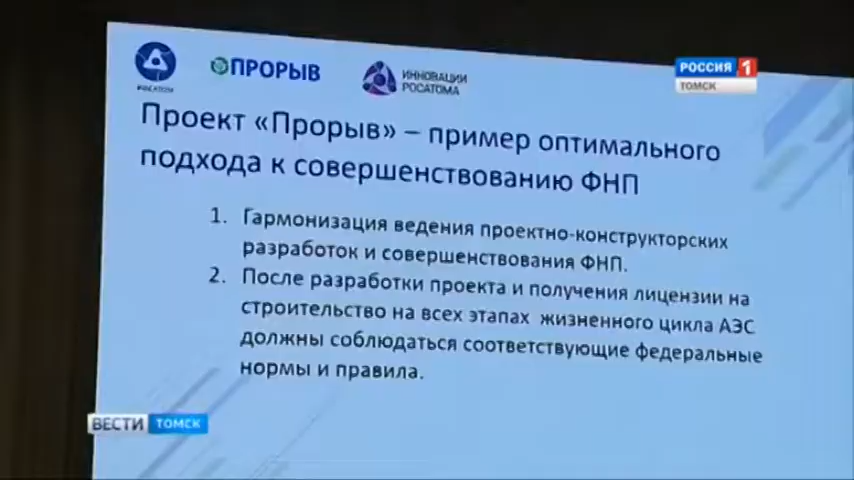 РОСАТОМ
ПРОРЫВ
ИННОВАЦИИ
РОСАТОМА
РОССИЯ 1
ТОМСК
Проект «Прорыв» – пример оптимального
подхода к совершенствованию ФНП
1. Гармонизация ведения проектно-конструкторских
разработок и совершенствования ФНП.
2. После разработки проекта и получения лицензии на
строительство на всех этапах жизненного цикла АЭС
должны соблюдаться соответствующие федеральные
нормы и правила.
ВЕСТИ ТОМСК